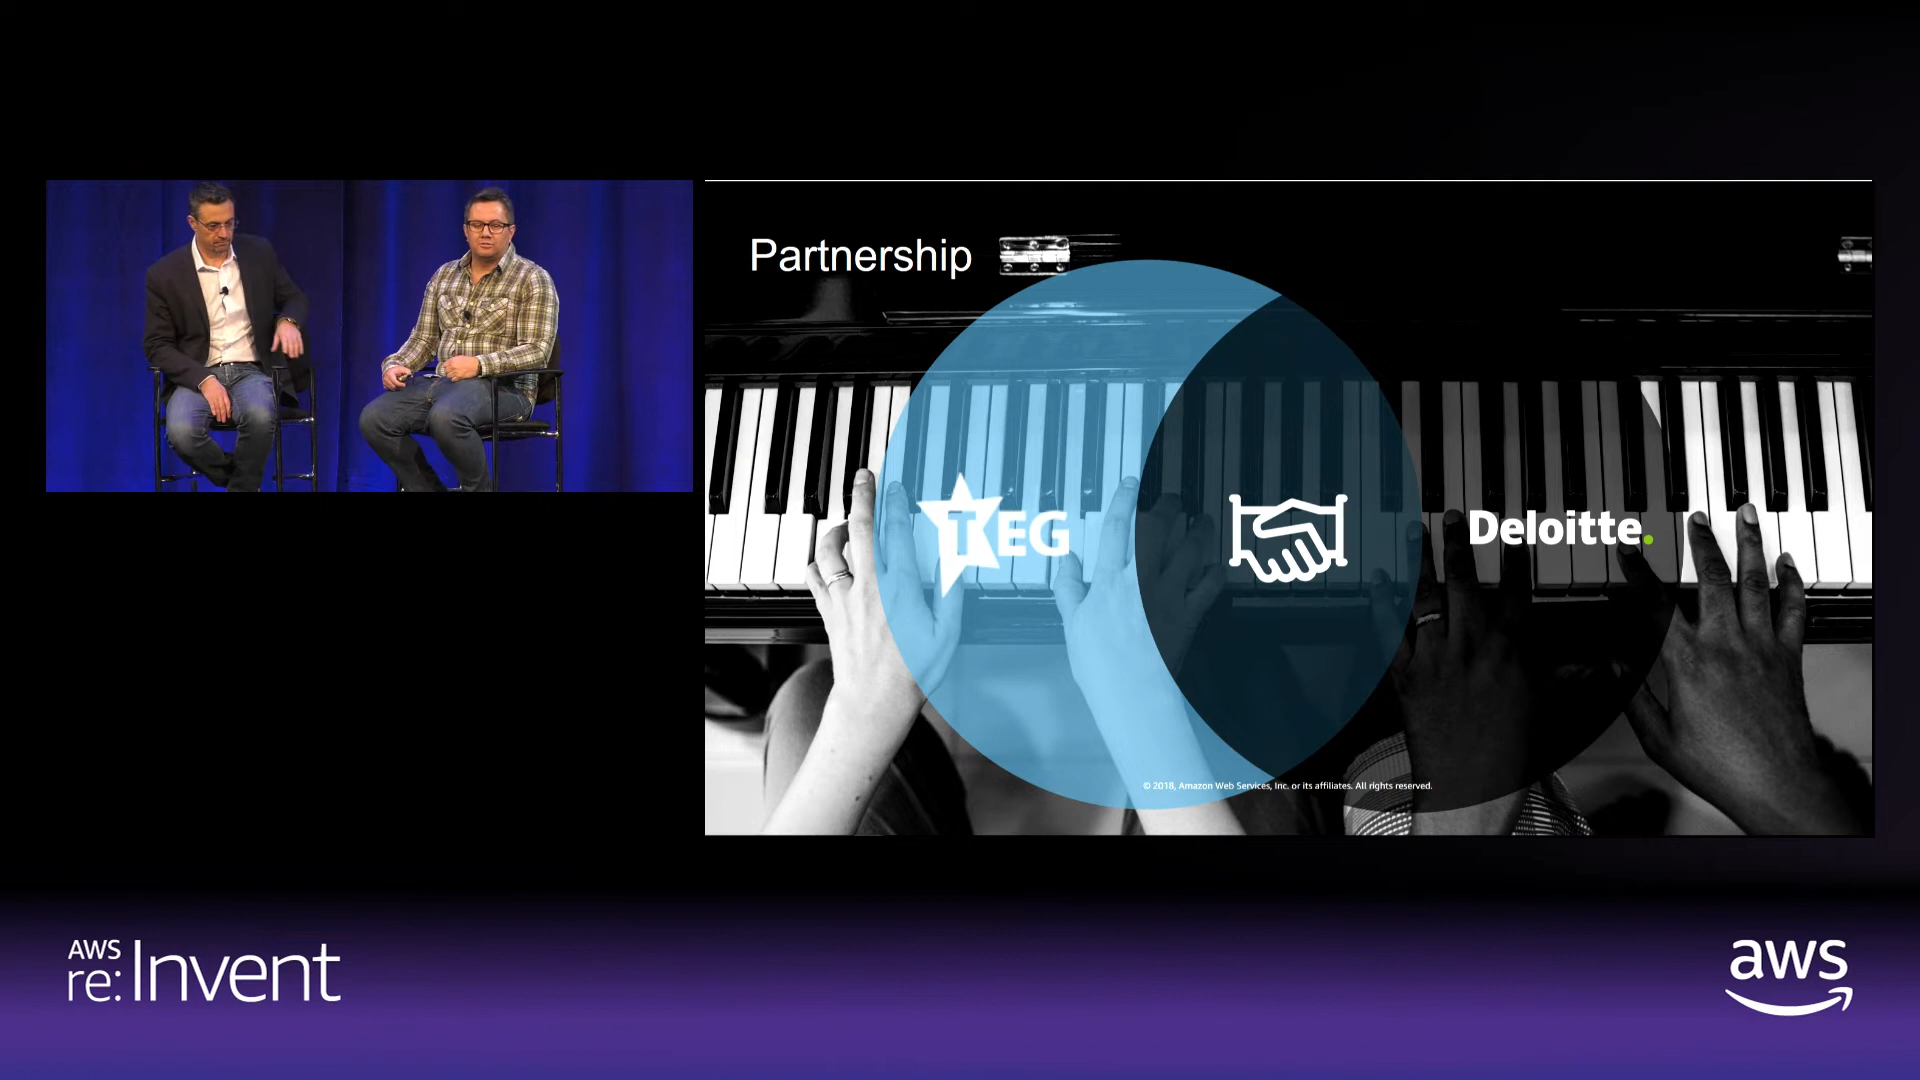 Partnership
TEG
Deloitte.
© 2018, Amazon Web Services, Inc. or its affiliates. All rights reserved.
AWS
re:Invent
aws